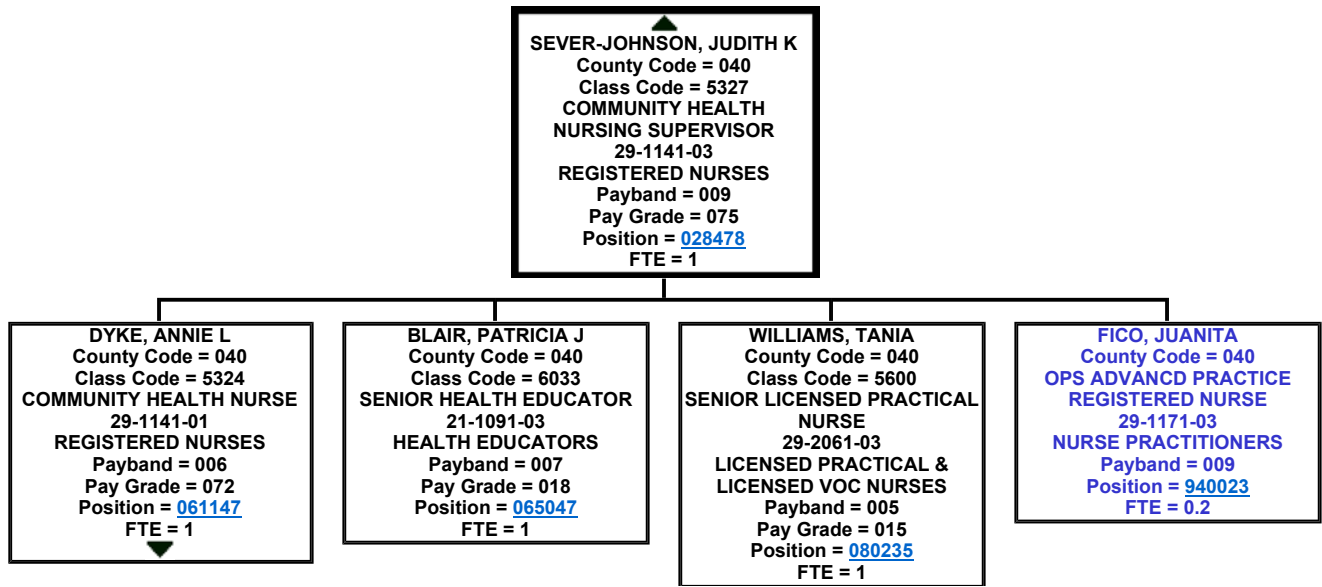 SEVER-JOHNSON, JUDITH K
County Code = 040
Class Code = 5327
COMMUNITY HEALTH
NURSING SUPERVISOR
29-1141-03
REGISTERED NURSES
Payband = 009
Pay Grade = 075
Position = 028478
FTE = 1
DYKE, ANNIE L
County Code = 040
Class Code = 5324
COMMUNITY HEALTH NURSE
29-1141-01
REGISTERED NURSES
Payband = 006
Pay Grade = 072
Position = 061147
FTE = 1
BLAIR, PATRICIA J
County Code = 040
Class Code = 6033
SENIOR HEALTH EDUCATOR
21-1091-03
HEALTH EDUCATORS
Payband = 007
Pay Grade = 018
Position = 065047
FTE = 1
WILLIAMS, TANIA
County Code = 040
Class Code = 5600
SENIOR LICENSED PRACTICAL
NURSE
29-2061-03
LICENSED PRACTICAL &
LICENSED VOC NURSES
Payband = 005
Pay Grade = 015
Position = 080235
FTE = 1
FICO, JUANITA
County Code = 040
OPS ADVANCD PRACTICE
REGISTERED NURSE
29-1171-03
NURSE PRACTITIONERS
Payband = 009
Position = 940023
FTE = 0.2